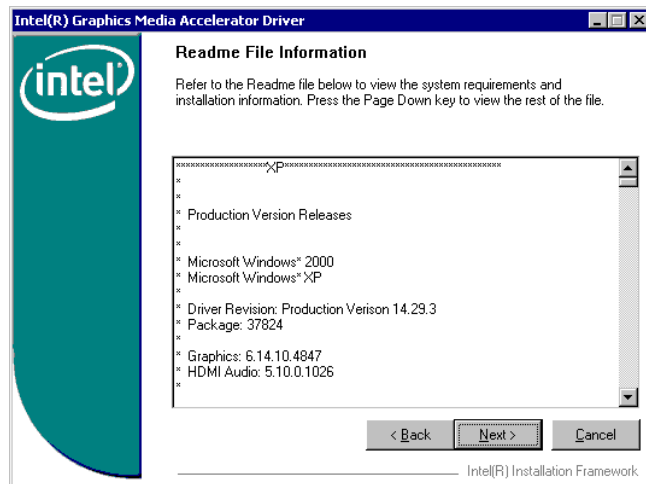 Intel(R) Graphics Media Accelerator Driver
intel
Readme File Information
Refer to the Readme file below to view the system requirements and
installation information. Press the Page Down key to view the rest of the file.
*******************XP*********************************************
*
*
* Production Version Releases
*
*
* Microsoft Windows* 2000
* Microsoft Windows* XP
*
* Driver Revision: Production Verison 14.29.3
* Package: 37824
*
* Graphics: 6.14.10.4847
* HDMI Audio: 5.10.0.1026
*
< Back
Next >
Cancel
Intel(R) Installation Framework